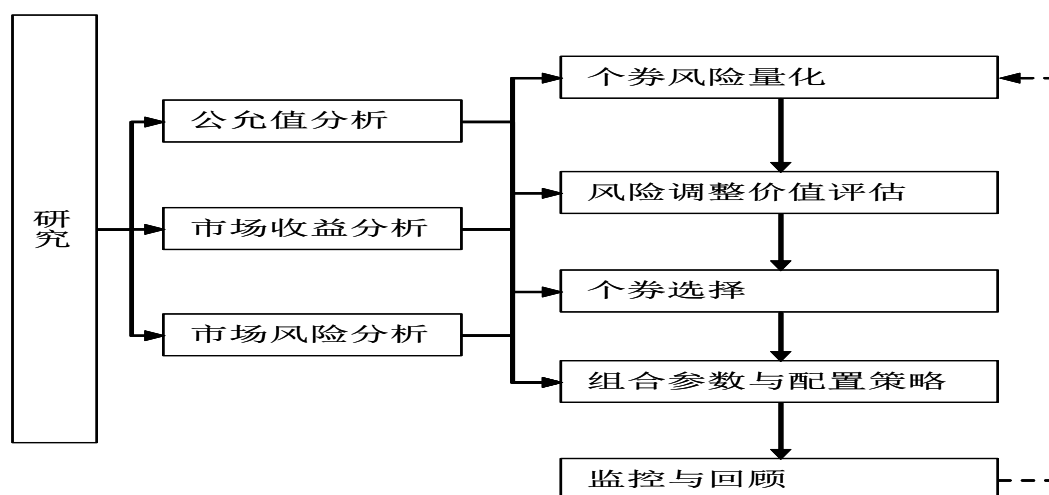 研究
公允值分析
市场收益分析
市场风险分析
个券风险量化
风险调整价值评估
个券选择
组合参数与配置策略
监控与回顾